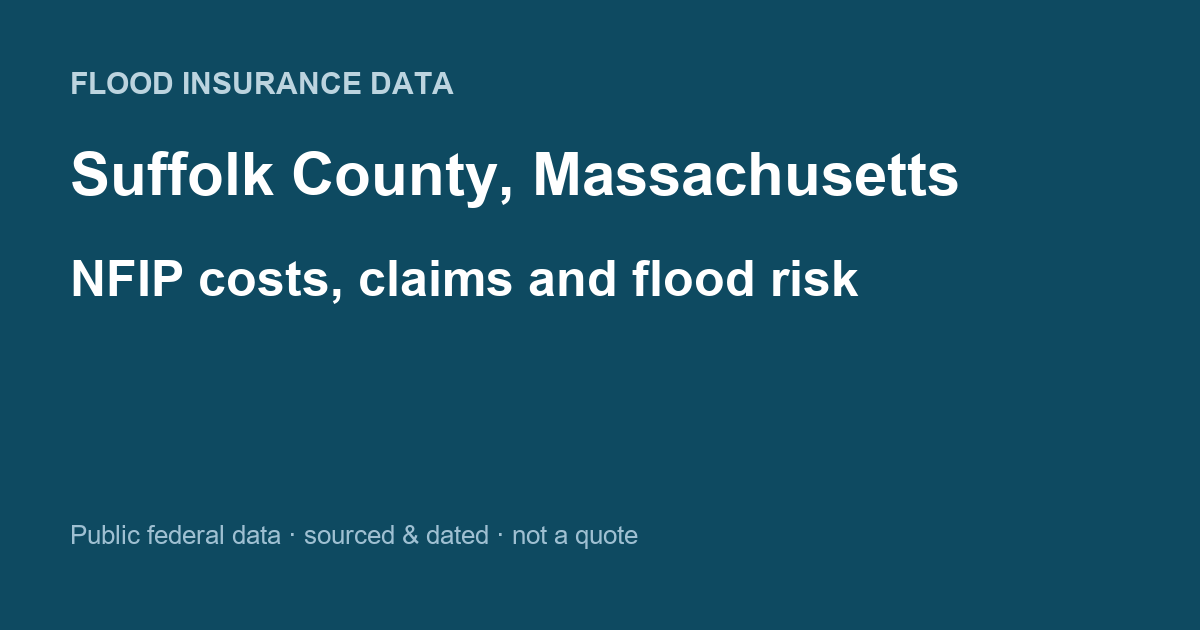 FLOOD INSURANCE DATA
Suffolk County, Massachusetts
NFIP costs, claims and flood risk
Public federal data · sourced & dated · not a quote